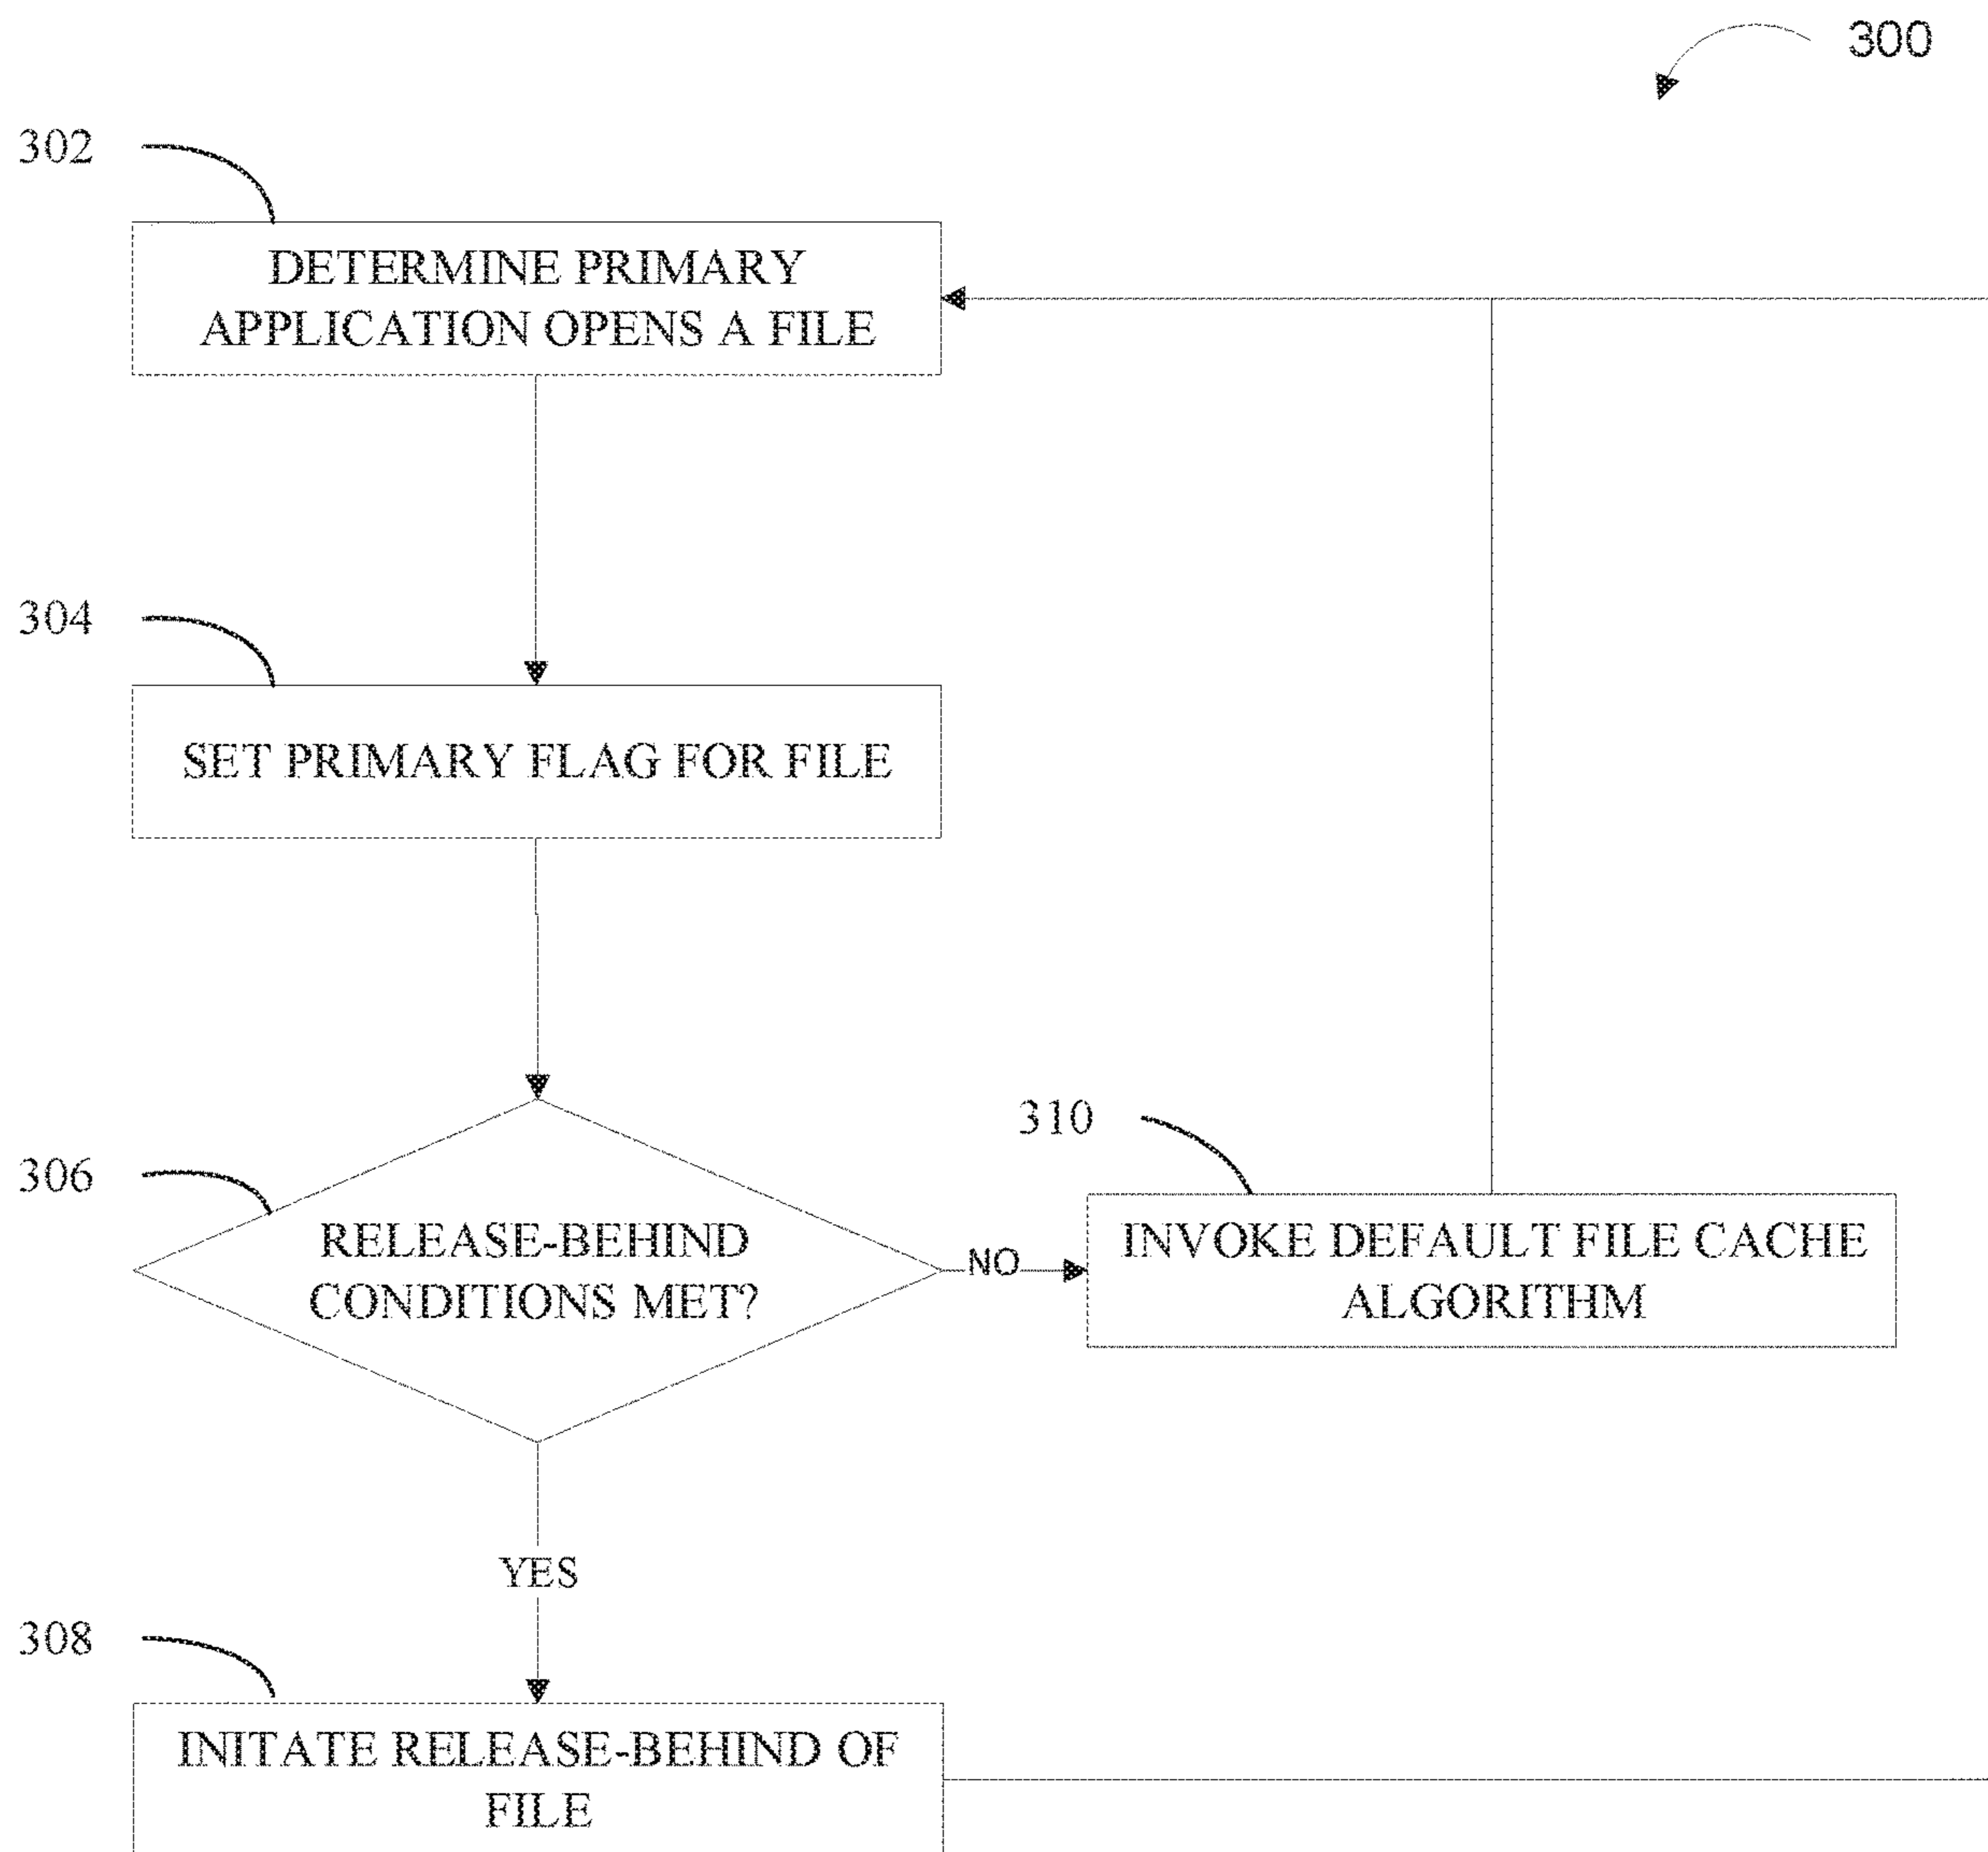 300
302
DETERMINE PRIMARY
APPLICATION OPENS A FILE
304
SET PRIMARY FLAG FOR FILE
306
RELEASE-BEHIND
CONDITIONS MET?
NO
310
INVOKE DEFAULT FILE CACHE
ALGORITHM
YES
308
INITATE RELEASE-BEHIND OF
FILE